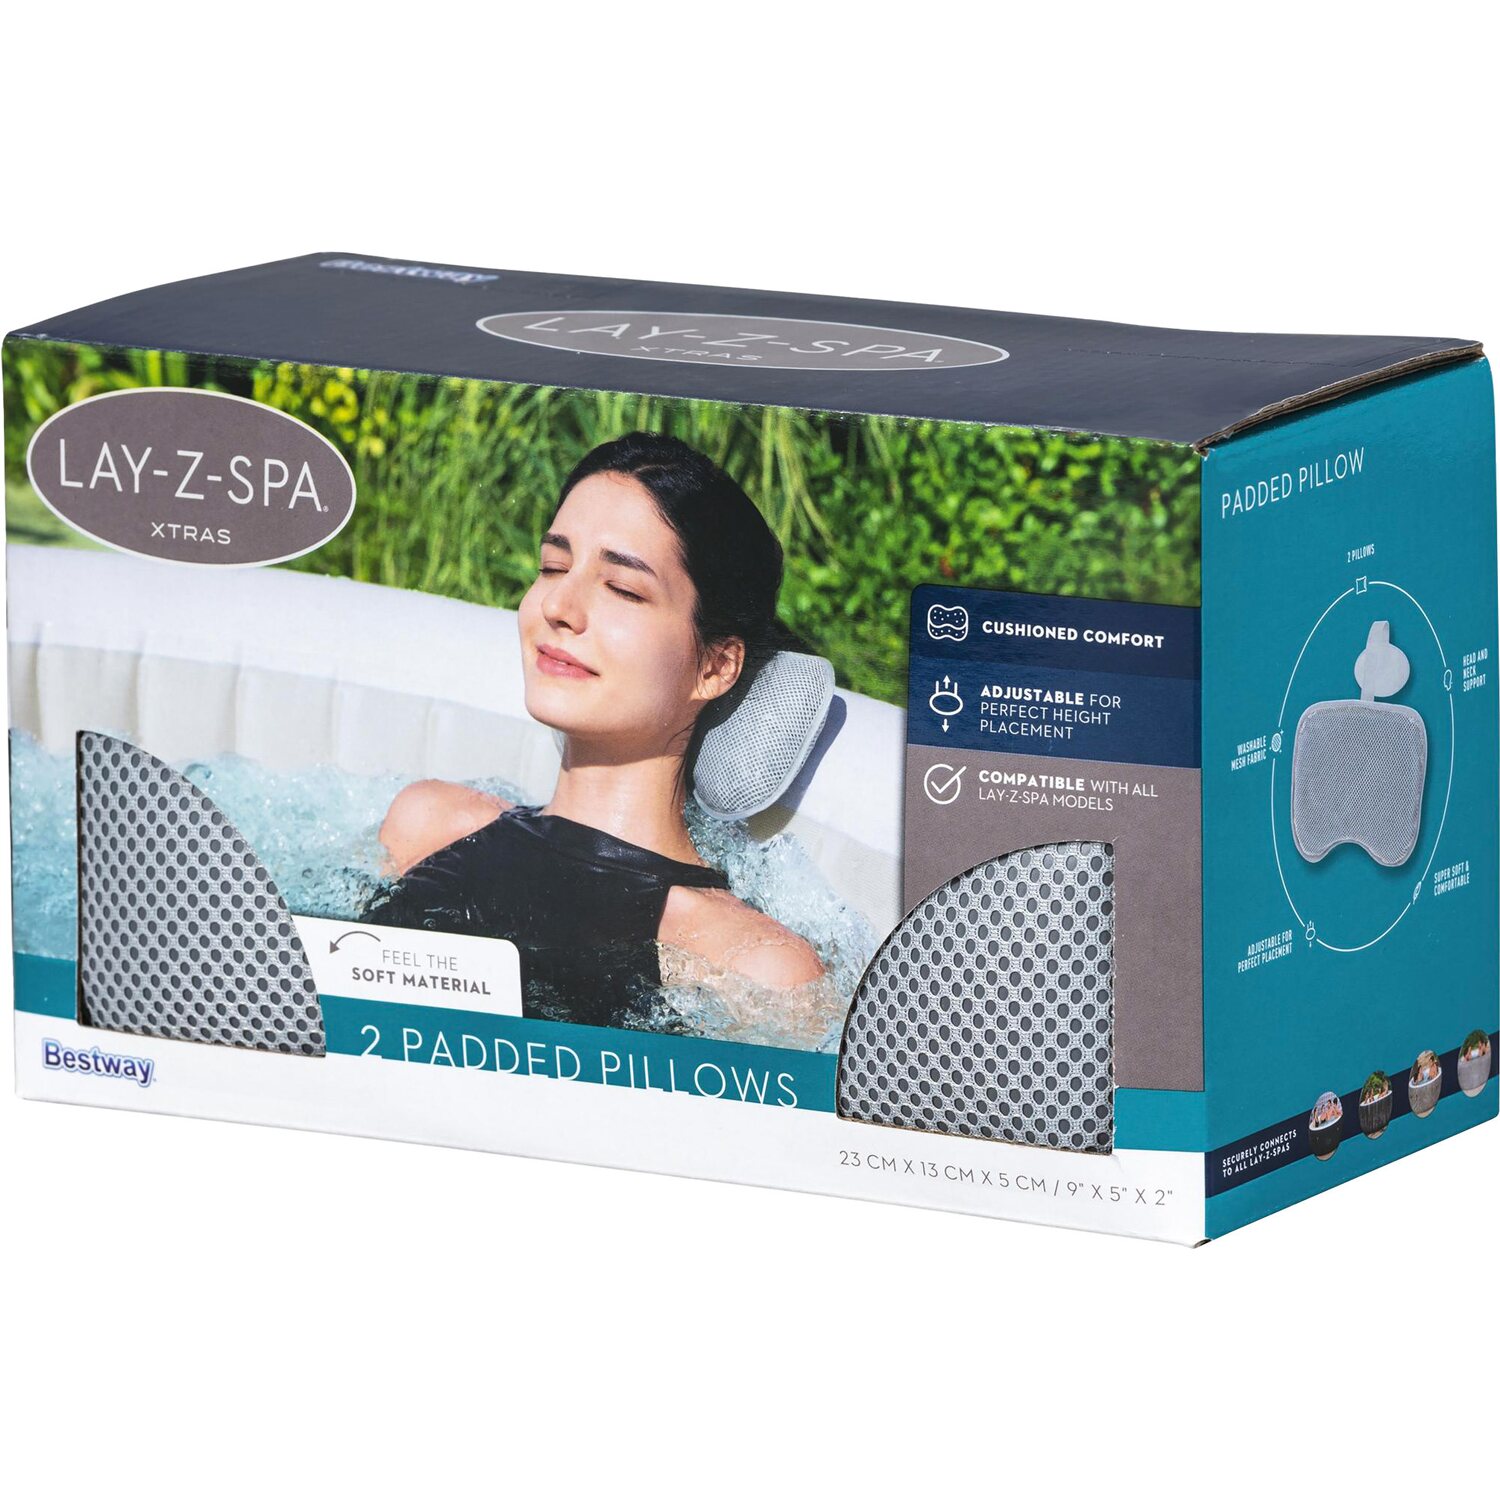 Bestway
LAY-Z-SPA
XTRAS
LAY-Z-SPA®
XTRAS
CUSHIONED COMFORT
ADJUSTABLE FOR
PERFECT HEIGHT
PLACEMENT
COMPATIBLE WITH ALL
LAY-Z-SPA MODELS
FEEL THE
SOFT MATERIAL
2 PADDED PILLOWS
Bestway
23 CM X 13 CM X 5 CM / 9" X 5" X 2"
PADDED PILLOW
2 PILLOWS
HEAD AND
NECK
SUPPORT
WASHABLE
MESH FABRIC
SUPER SOFT &
COMFORTABLE
ADJUSTABLE FOR
PERFECT PLACEMENT
SECURELY CONNECTS
TO ALL LAY-Z-SPAS